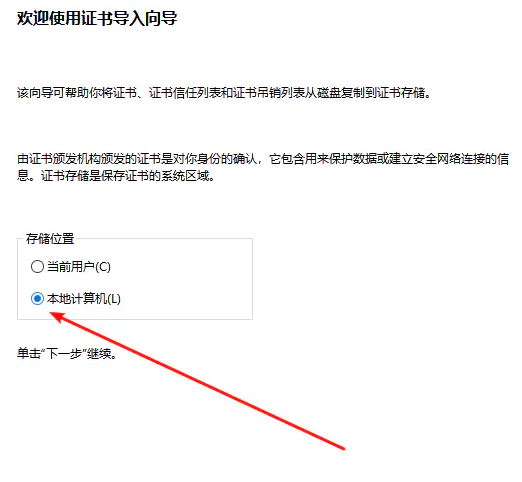 欢迎使用证书导入向导
该向导可帮助你将证书、证书信任列表和证书吊销列表从磁盘复制到证书存储。
由证书颁发机构颁发的证书是对你身份的确认，它包含用来保护数据或建立安全网络连接的信
息。证书存储是保存证书的系统区域。
存储位置
当前用户(C)
本地计算机(L)
单击“下一步”继续。